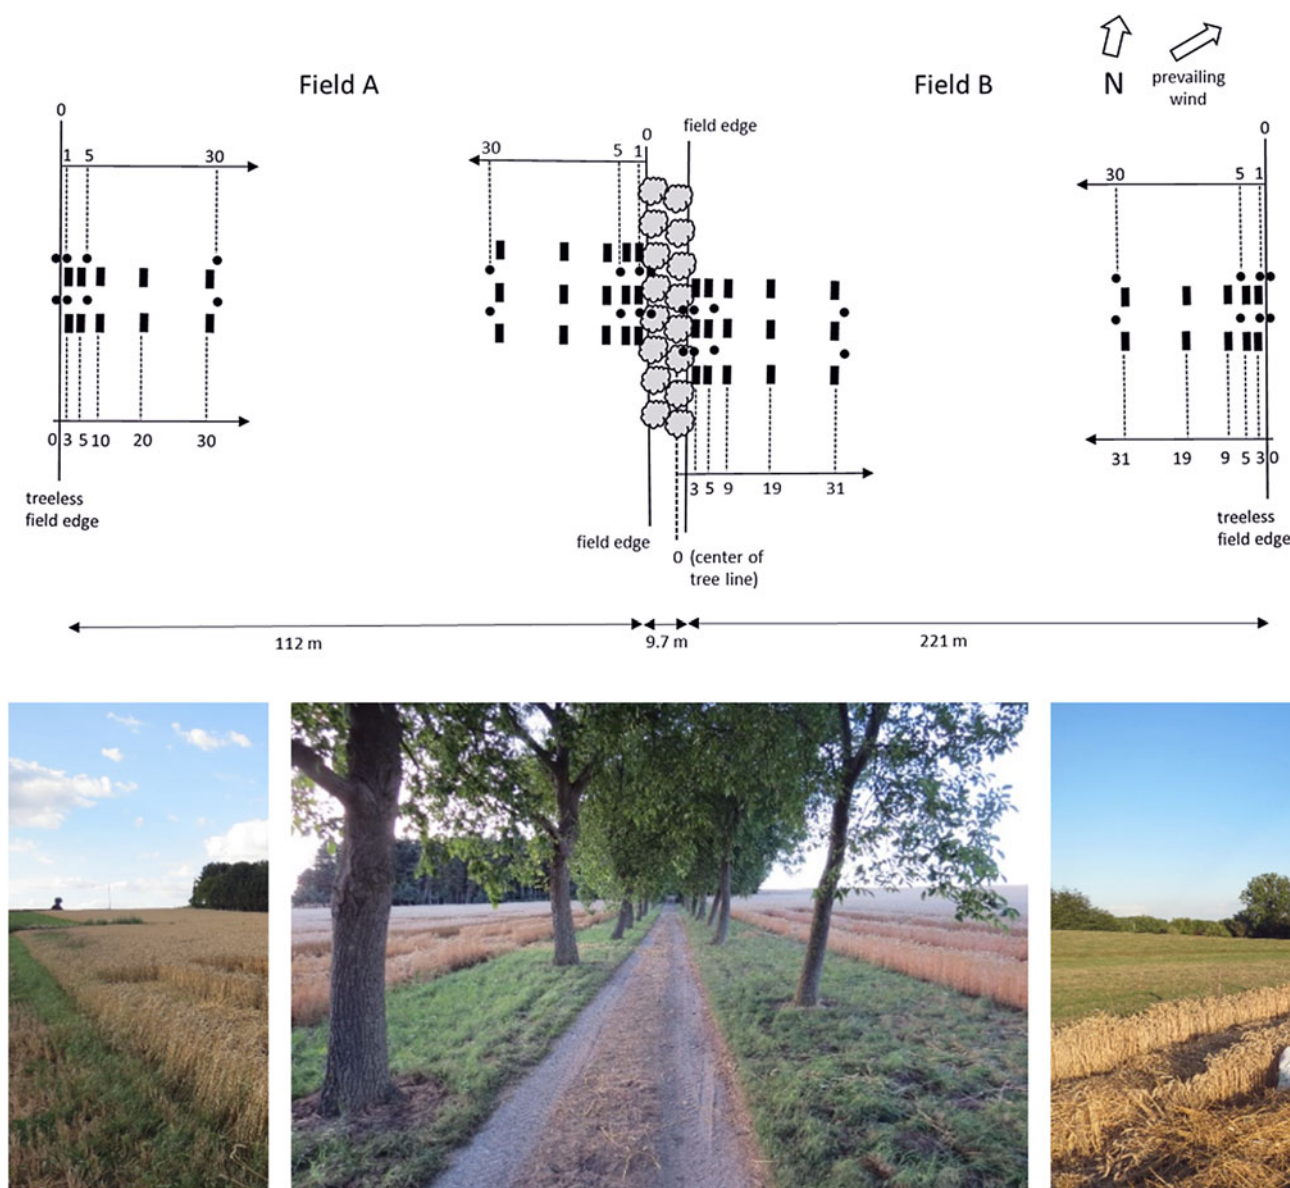 Field A
Field B
N
prevailing
wind
0
1 5 30
30 5 1
0
field edge
0
30 5 1
0 3 5 10 20 30
treeless
field edge
3 5 9 19 31
field edge
0 (center of
tree line)
31 19 9 5 3 0
treeless
field edge
112 m
9.7 m
221 m